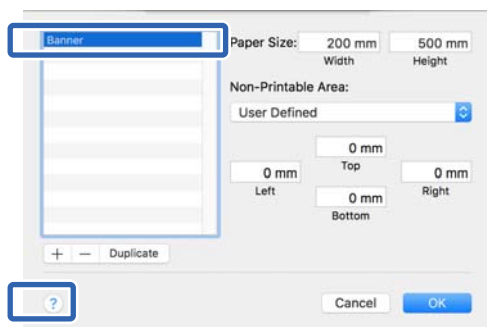 Banner
Paper Size: 200 mm 500 mm
Width Height
Non-Printable Area:
User Defined
0 mm
Top
0 mm 0 mm
Left Right
0 mm
Bottom
+ − Duplicate
? Cancel OK